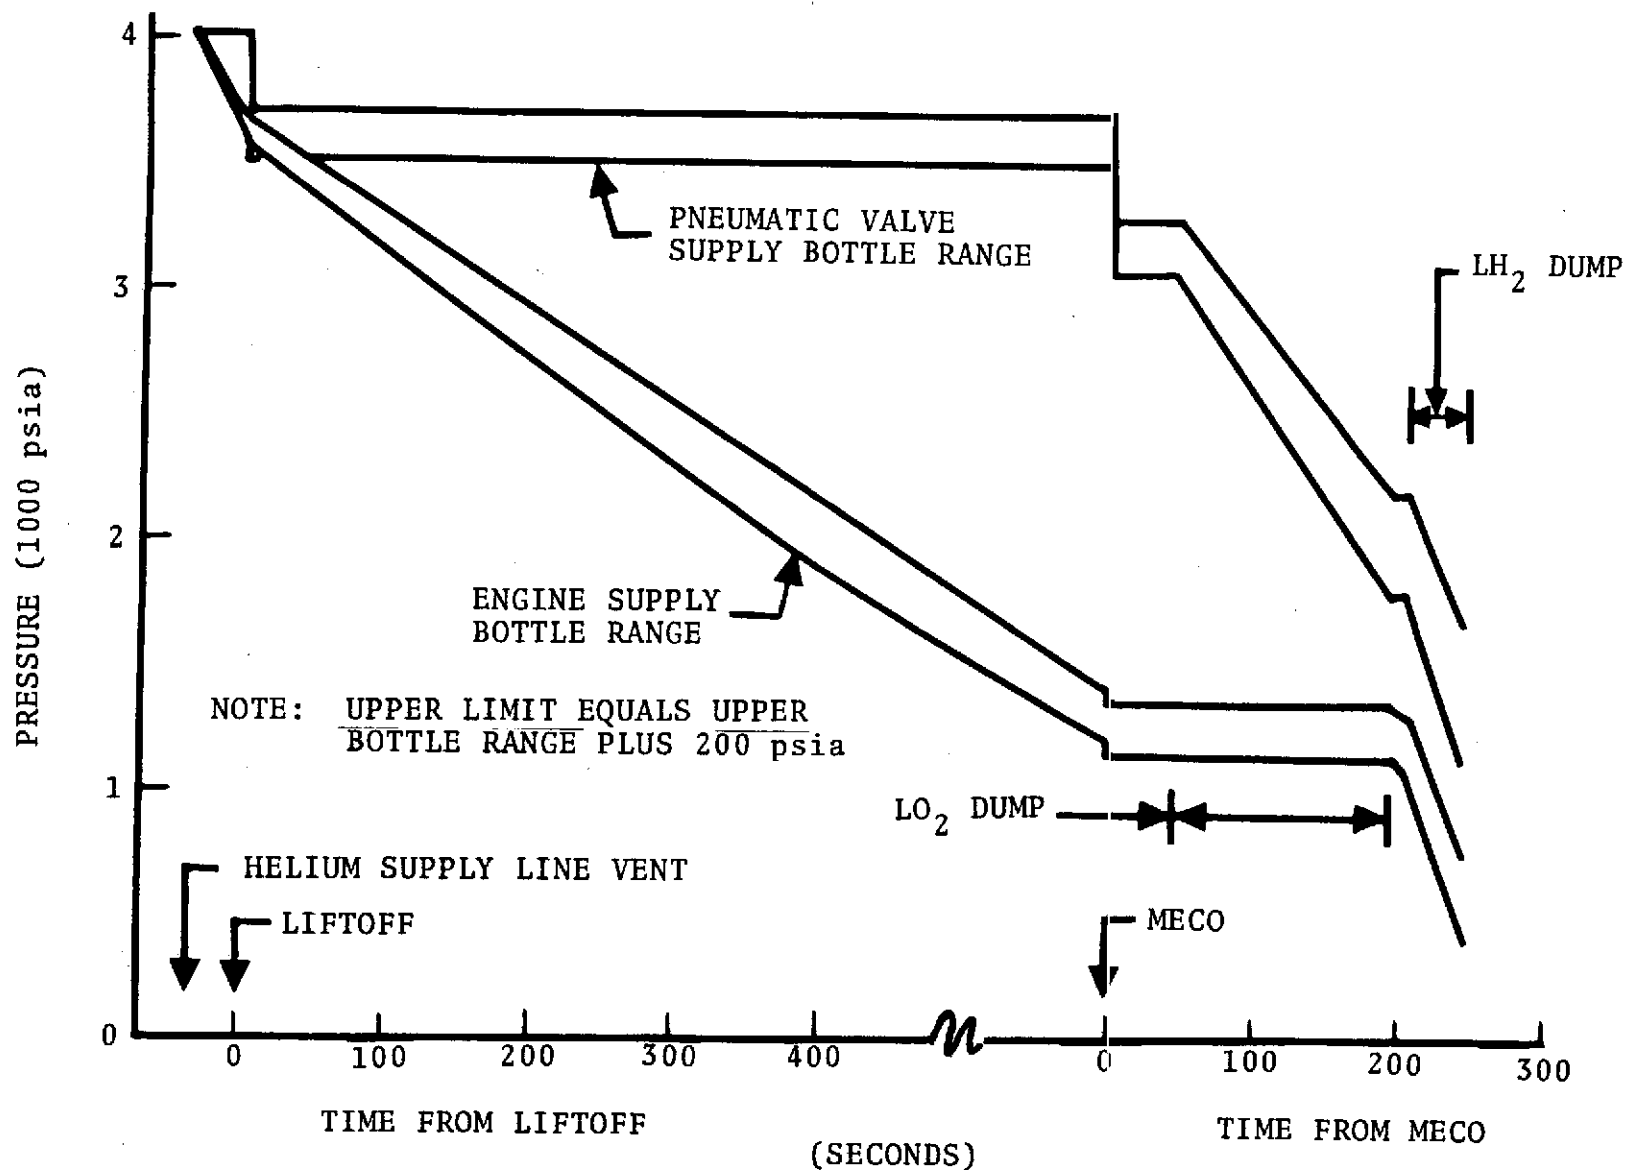 PRESSURE (1000 psia)
4
3
2
1
0
PNEUMATIC VALVE
SUPPLY BOTTLE RANGE
LH2 DUMP
ENGINE SUPPLY
BOTTLE RANGE
NOTE: UPPER LIMIT EQUALS UPPER
BOTTLE RANGE PLUS 200 psia
LO2 DUMP
HELIUM SUPPLY LINE VENT
LIFTOFF
MECO
0 100 200 300 400 0 100 200 300
TIME FROM LIFTOFF
(SECONDS)
TIME FROM MECO